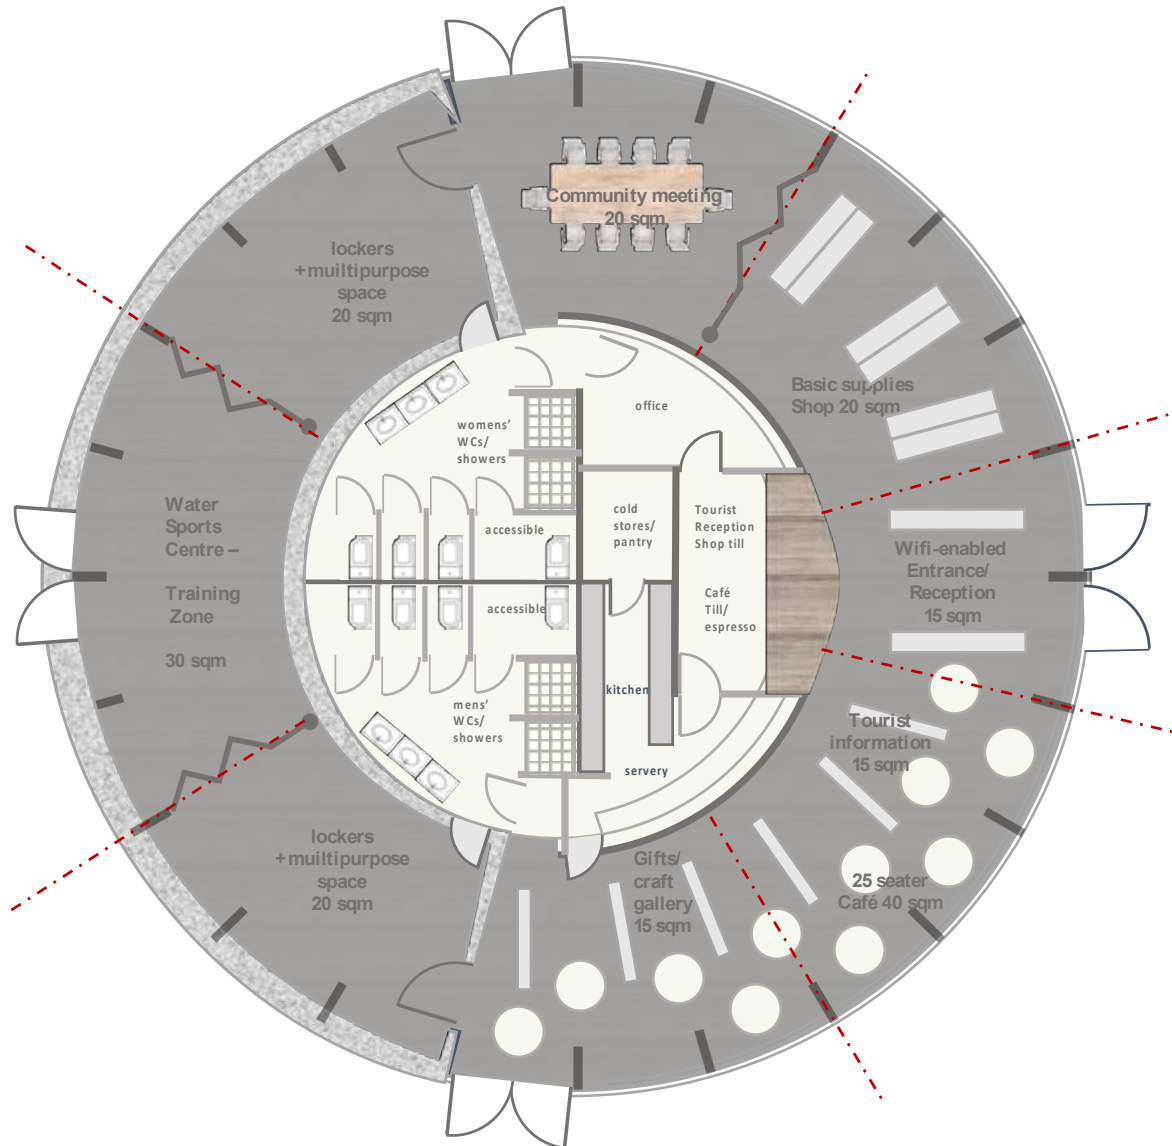 Community meeting
20 sqm
lockers
+muiltipurpose
space
20 sqm
Basic supplies
Shop 20 sqm
office
womens'
WCs/
showers
cold
stores/
pantry
Tourist
Reception
Shop till
accessible
Water
Sports
Centre –
Training
Zone
30 sqm
Wifi-enabled
Entrance/
Reception
15 sqm
Café
Till/
espresso
accessible
kitchen
mens'
WCs/
showers
servery
Tourist
information
15 sqm
lockers
+muiltipurpose
space
20 sqm
Gifts/
craft
gallery
15 sqm
25 seater
Café 40 sqm